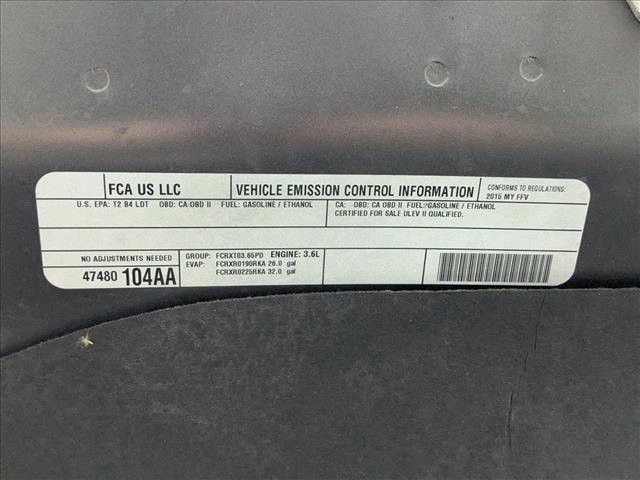 FCA US LLC
VEHICLE EMISSION CONTROL INFORMATION
CONFORMS TO REGULATIONS:
2015 MY FFV
U.S. EPA: T2 B4 LDT OBD: CA OBD II FUEL: GASOLINE / ETHANOL
CA: OBD: CA OBD II FUEL: GASOLINE / ETHANOL
CERTIFIED FOR SALE ULEV II QUALIFIED.
NO ADJUSTMENTS NEEDED
47480 104AA
GROUP: FCRXT03.65PD ENGINE: 3.6L
EVAP: FCRXR0190RKA 26.0 gal
FCRXR0225RKA 32.0 gal